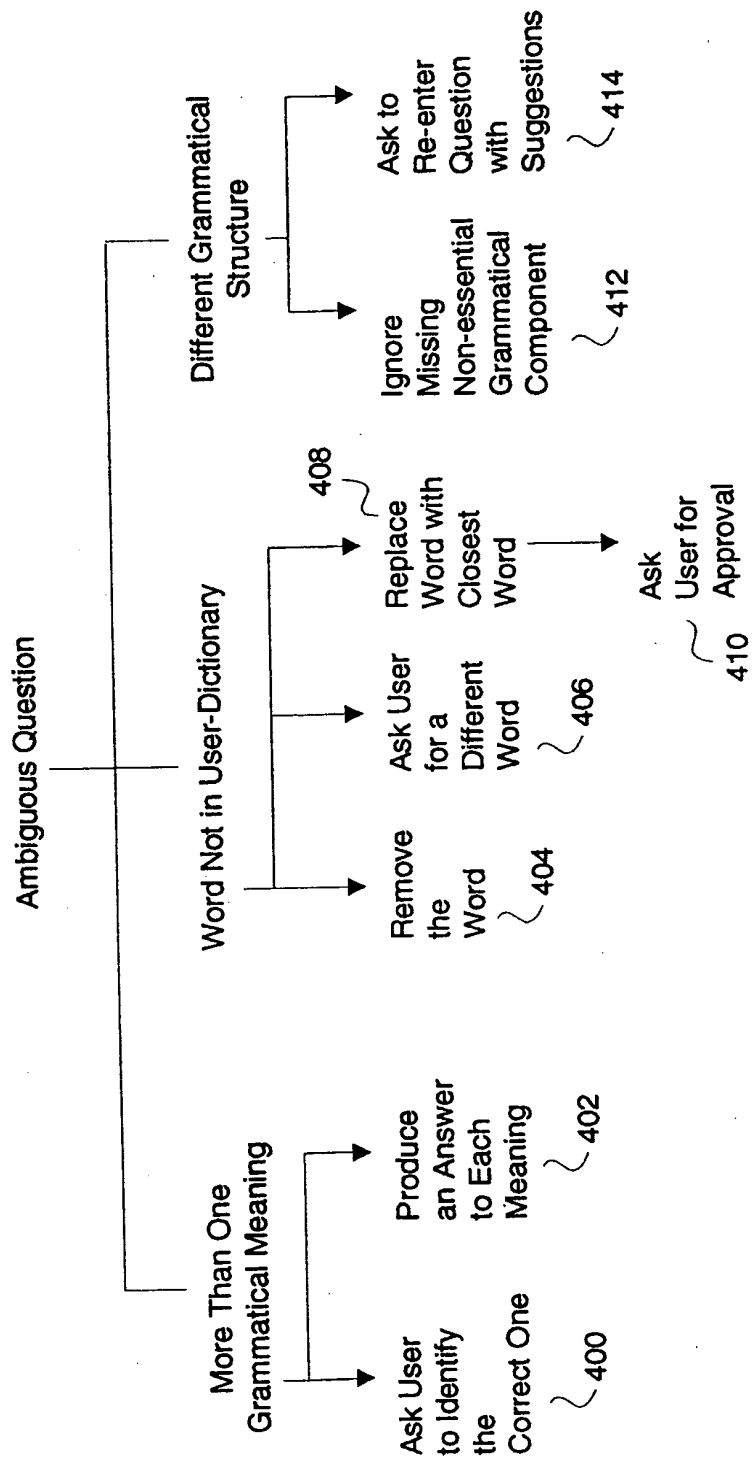 Ambiguous Question
More Than One
Grammatical Meaning
Ask User
to Identify
the
Correct One
400
Produce
an Answer
to Each
Meaning
402
Word Not in User-Dictionary
Remove
the
Word
404
Ask User
for a
Different
Word
406
408
Replace
Word with
Closest
Word
Ask
User for
Approval
410
Different Grammatical
Structure
Ignore
Missing
Non-essential
Grammatical
Component
412
Ask to
Re-enter
Question
with
Suggestions
414